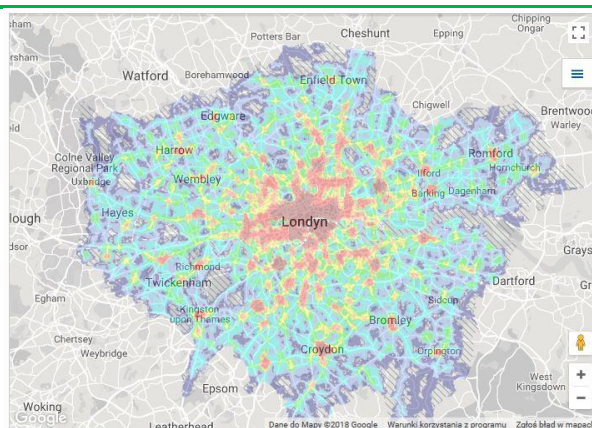 Chipping
Ongar
Potters Bar
Cheshunt
Epping
Watford
Borehamwood
Enfield Town
Edgware
Chigwell
Brentwood
Warley
Colne Valley
Regional Park
Uxbridge
Harrow
Romford
Hornchurch
Ilford
Wembley
Barking
Dagenham
Hayes
Londyn
Richmond
Twickenham
Dartford
Egham
Kingston
upon Thames
Sidcup
Bromley
Chertsey
Weybridge
Croydon
Orpington
Epsom
West
Kingsdown
Woking
Leatherhead
Google
Dane do Mapy ©2018 Google
Warunki korzystania z programu
Zgłoś błąd w mapach